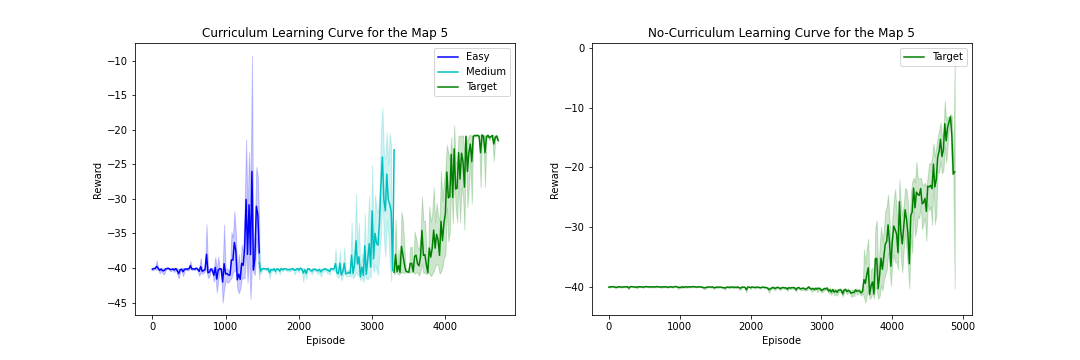 Curriculum Learning Curve for the Map 5
Easy
Medium
Target
−10
−15
−20
−25
−30
−35
−40
−45
Reward
0
1000
2000
3000
4000
Episode
No-Curriculum Learning Curve for the Map 5
Target
0
−10
−20
−30
−40
Reward
0
1000
2000
3000
4000
5000
Episode